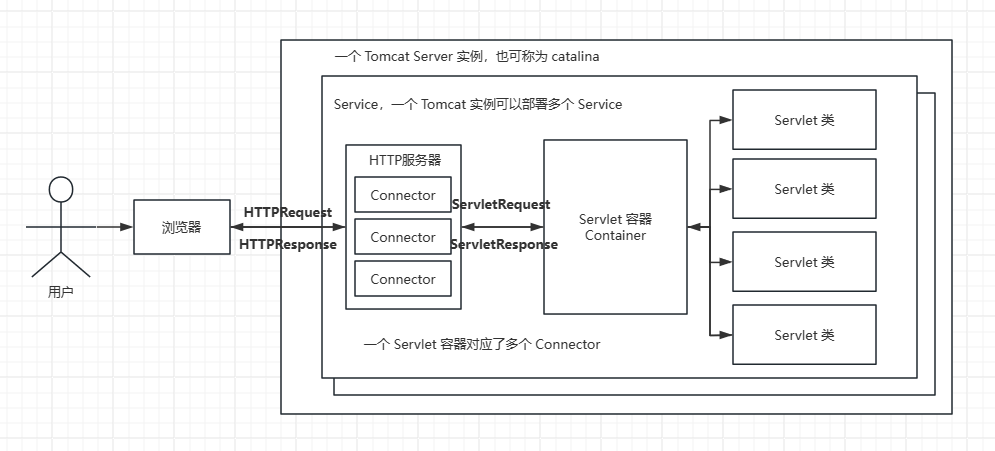 一个 Tomcat Server 实例，也可称为 catalina
Service，一个 Tomcat 实例可以部署多个 Service
用户
浏览器
HTTPRequest
HTTPResponse
HTTP服务器
Connector
Connector
Connector
ServletRequest
ServletResponse
Servlet 容器
Container
Servlet 类
Servlet 类
Servlet 类
Servlet 类
一个 Servlet 容器对应了多个 Connector